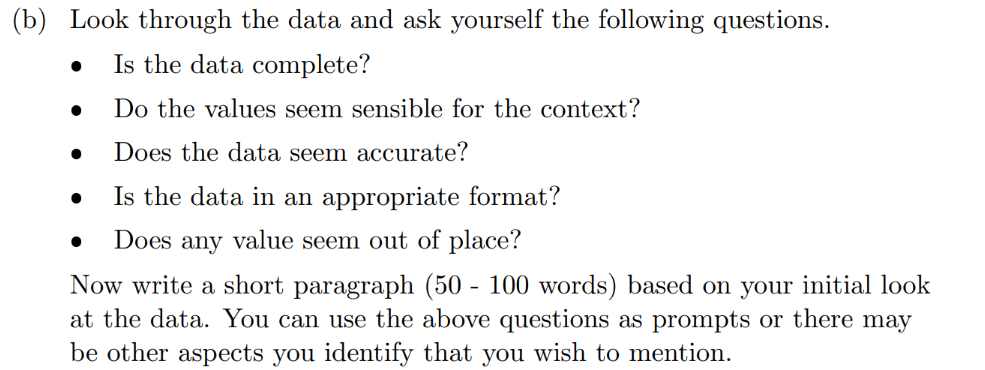 (b) Look through the data and ask yourself the following questions.
• Is the data complete?
• Do the values seem sensible for the context?
• Does the data seem accurate?
• Is the data in an appropriate format?
• Does any value seem out of place?
Now write a short paragraph (50 - 100 words) based on your initial look
at the data. You can use the above questions as prompts or there may
be other aspects you identify that you wish to mention.